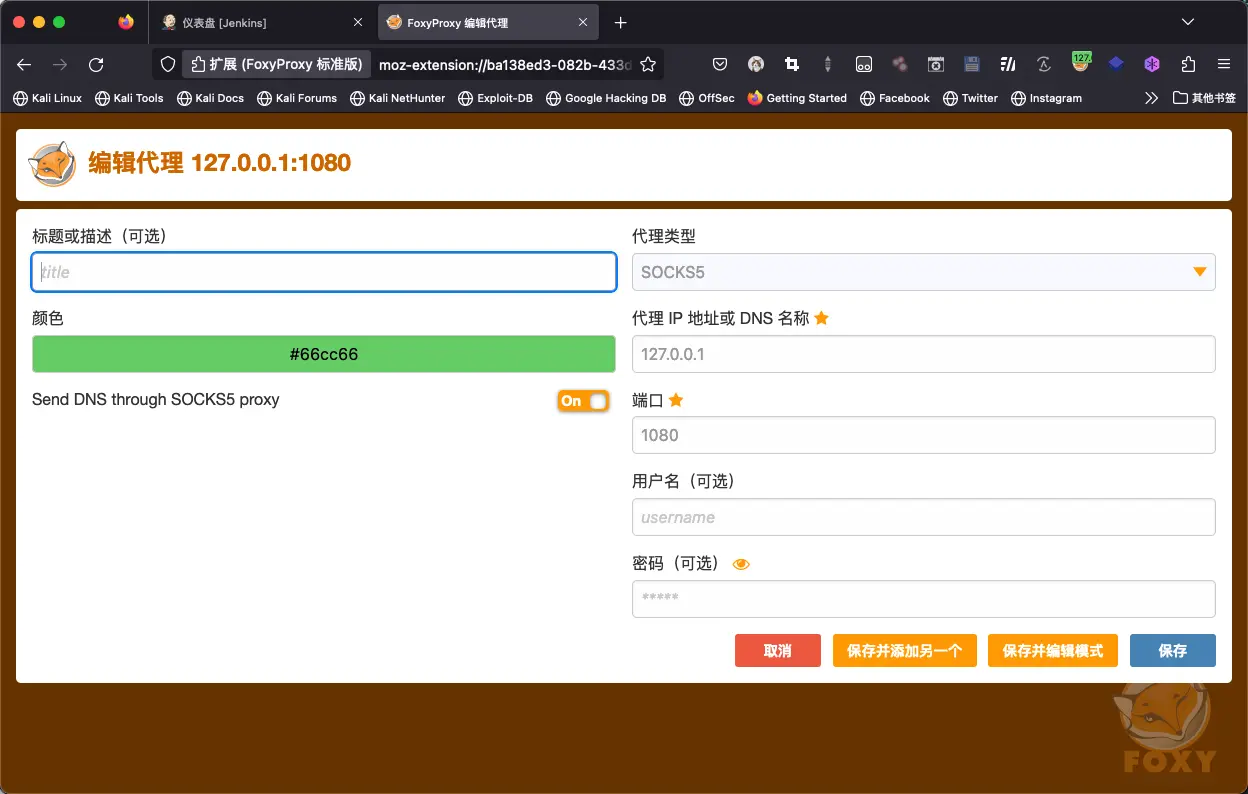 仪表盘 [Jenkins]
FoxyProxy 编辑代理
扩展 (FoxyProxy 标准版)
moz-extension://ba138ed3-082b-433d
127.
Kali Linux
Kali Tools
Kali Docs
Kali Forums
Kali NetHunter
Exploit-DB
Google Hacking DB
OffSec
Getting Started
Facebook
Twitter
Instagram
其他书签
编辑代理 127.0.0.1:1080
标题或描述（可选）
title
颜色
#66cc66
Send DNS through SOCKS5 proxy
On
代理类型
SOCKS5
代理 IP 地址或 DNS 名称
127.0.0.1
端口
1080
用户名（可选）
username
密码（可选）
*****
取消
保存并添加另一个
保存并编辑模式
保存
FOXY